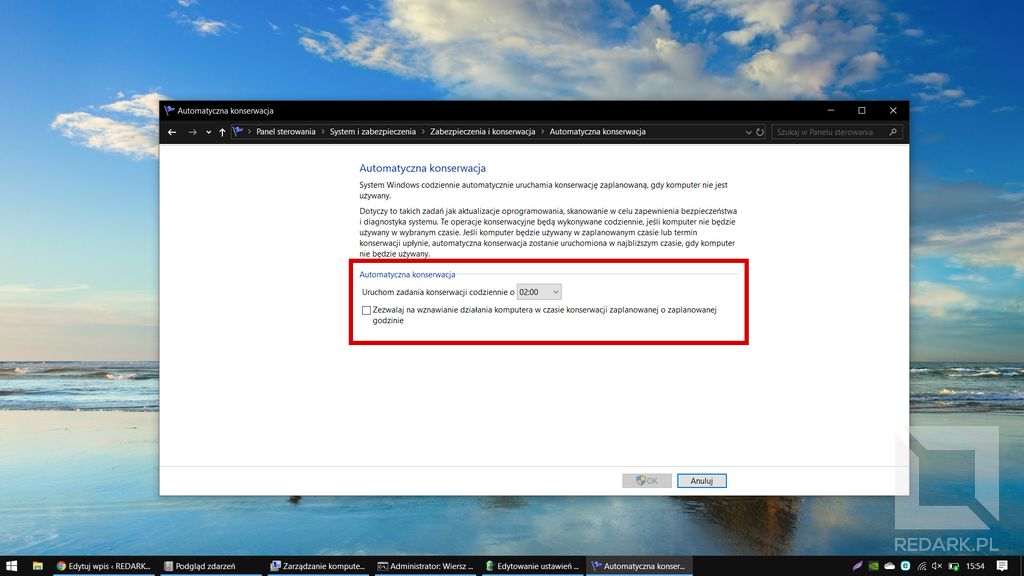 Automatyczna konserwacja
Panel sterowania
System i zabezpieczenia
Zabezpieczenia i konserwacja
Automatyczna konserwacja
Szukaj w Panelu sterowania
Automatyczna konserwacja
System Windows codziennie automatycznie uruchamia konserwację zaplanowaną, gdy komputer nie jest
używany.
Dotyczy to takich zadań jak aktualizacje oprogramowania, skanowanie w celu zapewnienia bezpieczeństwa
i diagnostyka systemu. Te operacje konserwacyjne będą wykonywane codziennie, jeśli komputer nie będzie
używany w wybranym czasie. Jeśli komputer będzie używany w zaplanowanym czasie lub termin
konserwacji upłynie, automatyczna konserwacja zostanie uruchomiona w najbliższym czasie, gdy komputer
nie będzie używany.
Automatyczna konserwacja
Uruchom zadania konserwacji codziennie o 02:00
Zezwalaj na wznawianie działania komputera w czasie konserwacji zaplanowanej o zaplanowanej
godzinie
OK
Anuluj
REDARK.PL
Edytuj wpis ‹ REDARK...
Podgląd zdarzeń
Zarządzanie kompute...
Administrator: Wiersz ...
Edytowanie ustawień ...
Automatyczna konser...
15:54